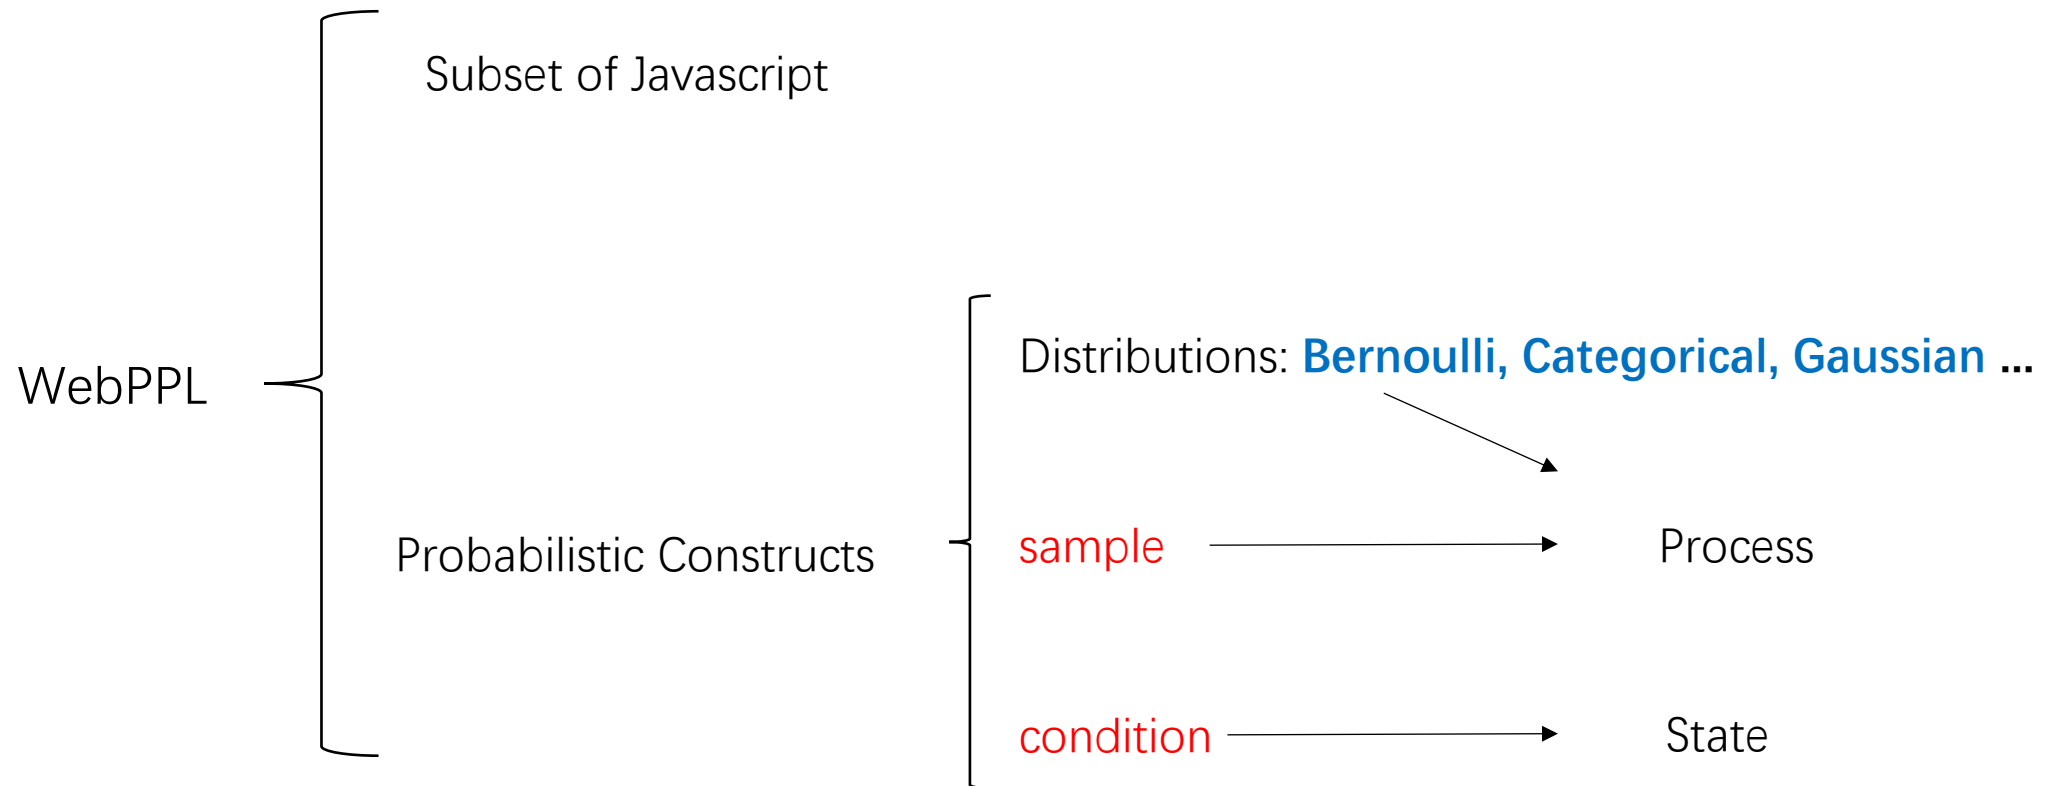 Subset of Javascript
WebPPL
Distributions: Bernoulli, Categorical, Gaussian ...
Probabilistic Constructs
sample
Process
condition
State